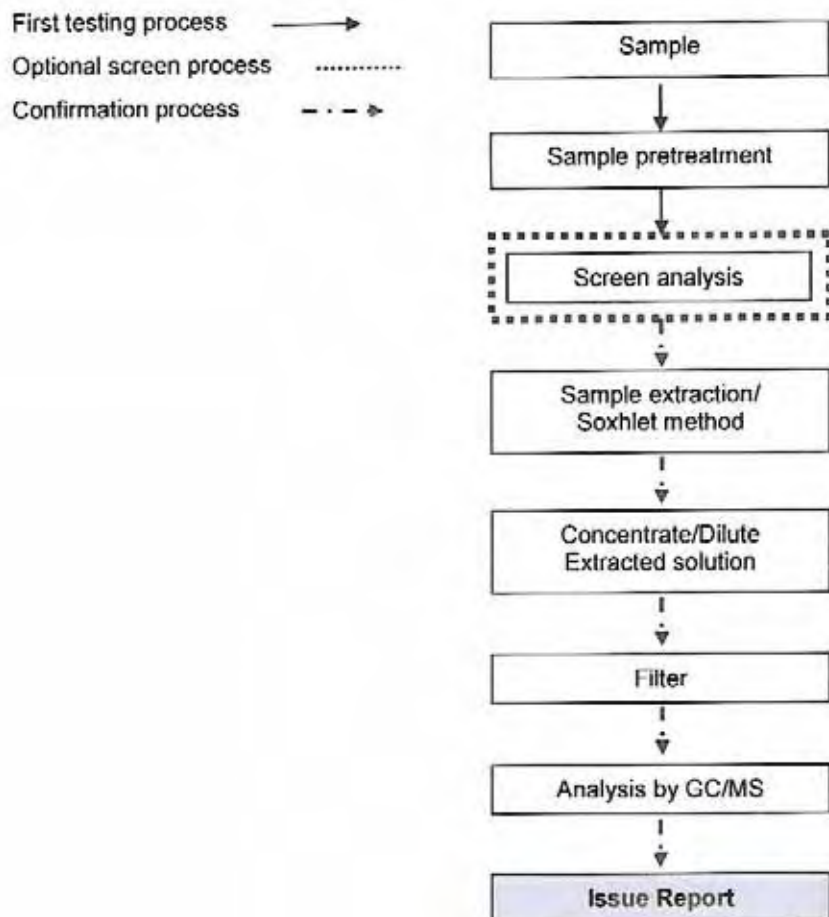 First testing process
Optional screen process
Confirmation process
Sample
Sample pretreatment
Screen analysis
Sample extraction/
Soxhlet method
Concentrate/Dilute
Extracted solution
Filter
Analysis by GC/MS
Issue Report